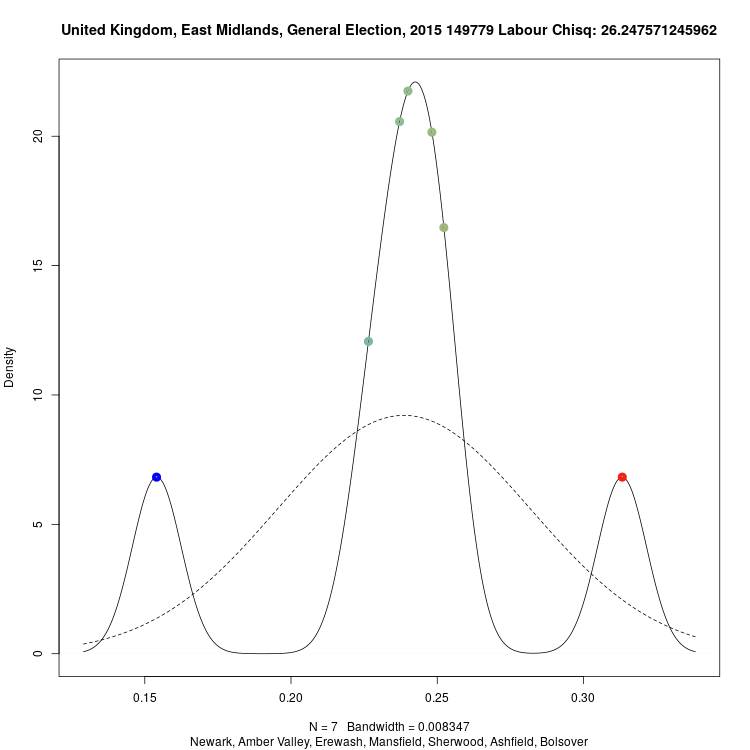 United Kingdom, East Midlands, General Election, 2015 149779 Labour Chisq: 26.247571245962
Density
20
15
10
5
0
0.15 0.20 0.25 0.30
N = 7 Bandwidth = 0.008347
Newark, Amber Valley, Erewash, Mansfield, Sherwood, Ashfield, Bolsover